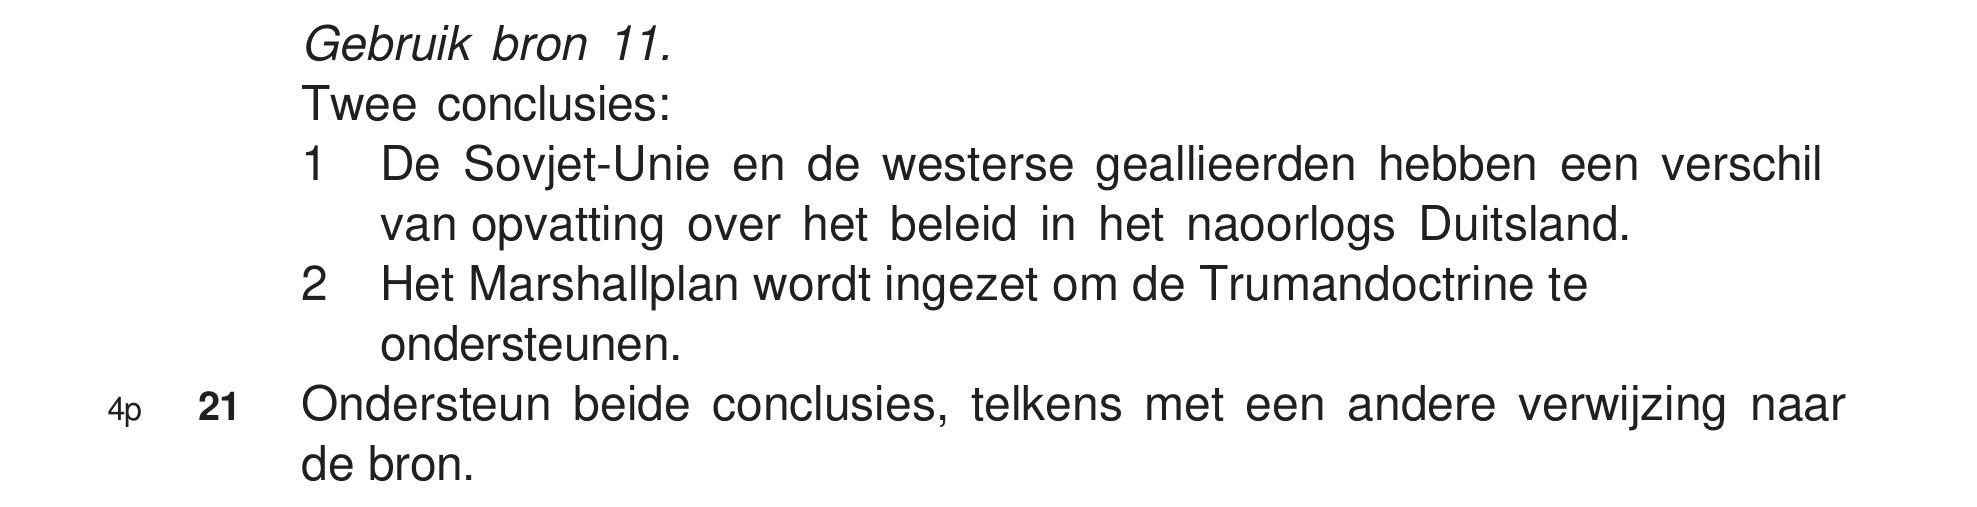 Gebruik bron 11.
Twee conclusies:
1 De Sovjet-Unie en de westerse geallieerden hebben een verschil
van opvatting over het beleid in het naoorlogs Duitsland.
2 Het Marshallplan wordt ingezet om de Trumandoctrine te
ondersteunen.
4p 21 Ondersteun beide conclusies, telkens met een andere verwijzing naar
de bron.